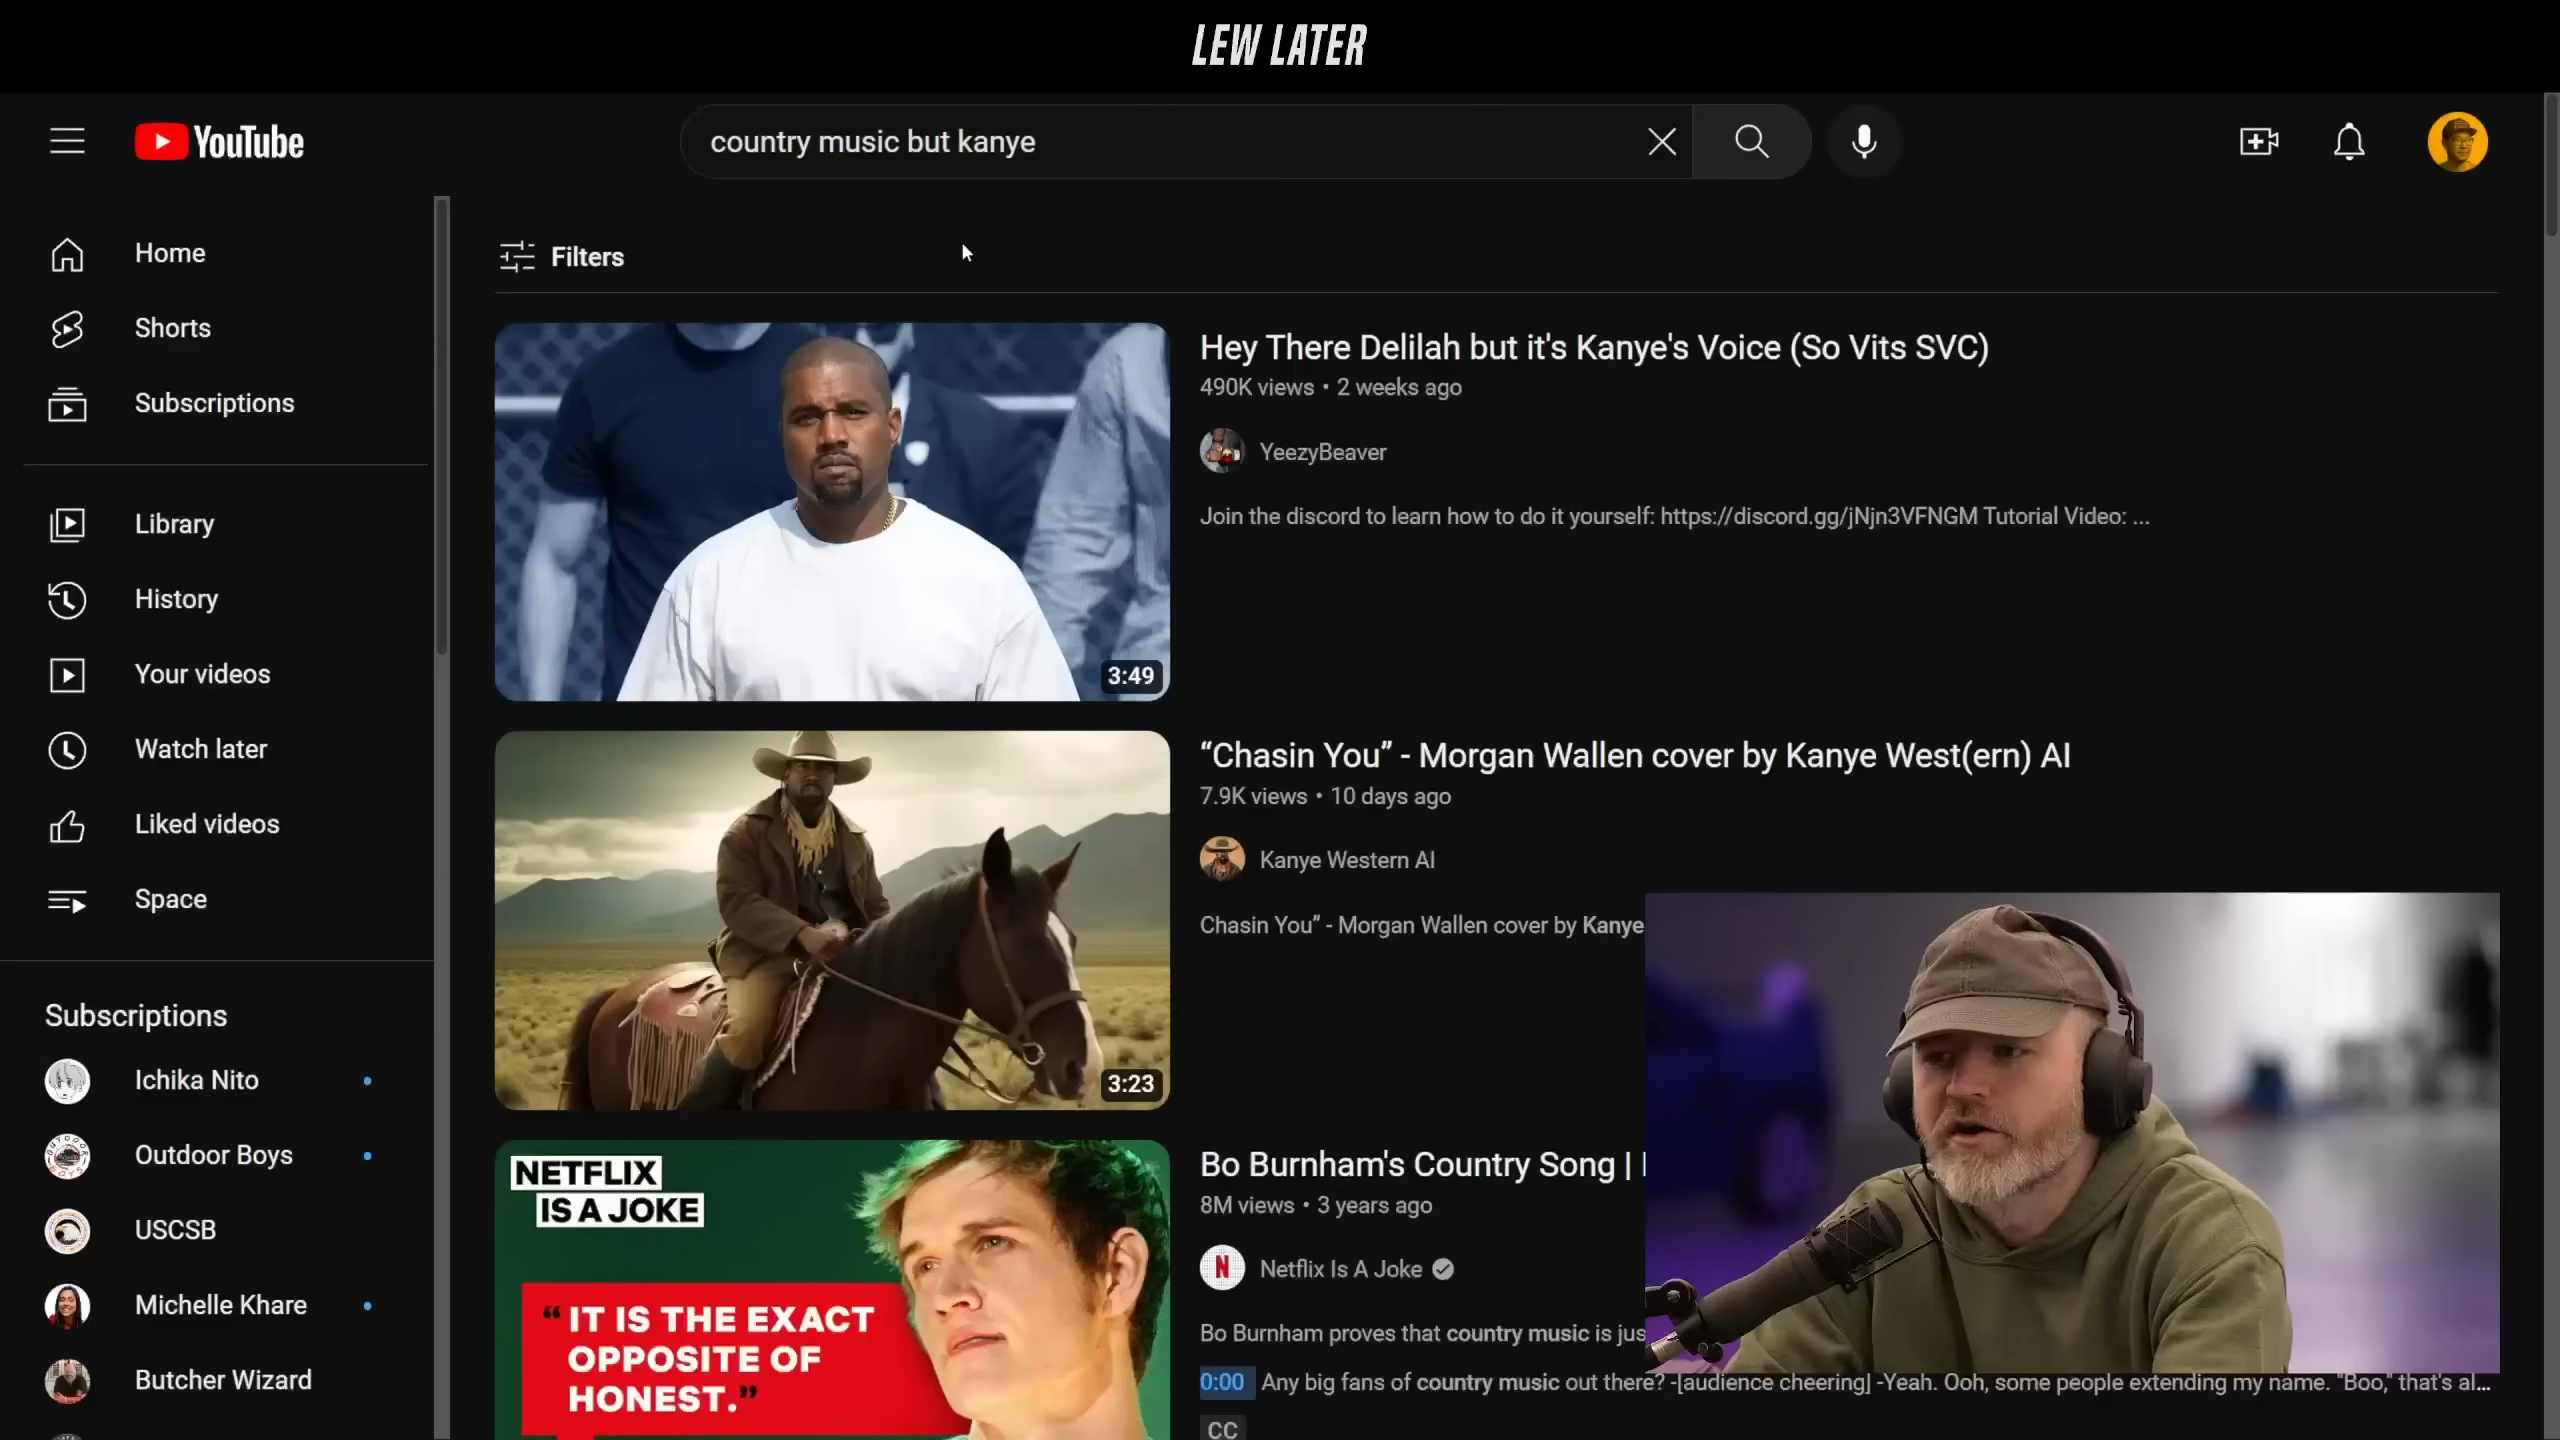 LEW LATER
YouTube
country music but kanye
Home
Shorts
Subscriptions
Library
History
Your videos
Watch later
Liked videos
Space
Subscriptions
Ichika Nito
Outdoor Boys
USCSB
Michelle Khare
Butcher Wizard
Filters
3:49
Hey There Delilah but it's Kanye's Voice (So Vits SVC)
490K views • 2 weeks ago
YeezyBeaver
Join the discord to learn how to do it yourself: https://discord.gg/jNjn3VFNGM Tutorial Video: ...
3:23
“Chasin You” - Morgan Wallen cover by Kanye West(ern) AI
7.9K views • 10 days ago
Kanye Western AI
Chasin You” - Morgan Wallen cover by Kanye
NETFLIX
IS A JOKE
“ IT IS THE EXACT
OPPOSITE OF
HONEST.”
Bo Burnham's Country Song |
8M views • 3 years ago
N
Netflix Is A Joke
Bo Burnham proves that country music is jus
0:00 Any big fans of country music out there? -[audience cheering] -Yeah. Ooh, some people extending my name. "Boo," that's al...
CC